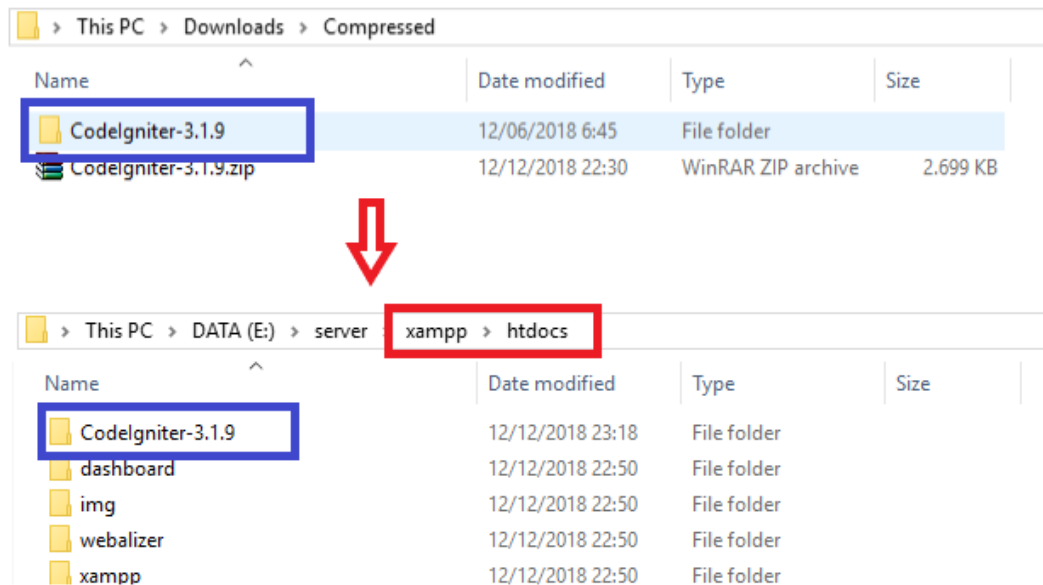 > This PC > Downloads > Compressed
Name Date modified Type Size
CodeIgniter-3.1.9 12/06/2018 6:45 File folder
CodeIgniter-3.1.9.zip 12/12/2018 22:30 WinRAR ZIP archive 2.699 KB
> This PC > DATA (E:) > server > xampp > htdocs
Name Date modified Type Size
CodeIgniter-3.1.9 12/12/2018 23:18 File folder
dashboard 12/12/2018 22:50 File folder
img 12/12/2018 22:50 File folder
webalizer 12/12/2018 22:50 File folder
xampp 12/12/2018 22:50 File folder